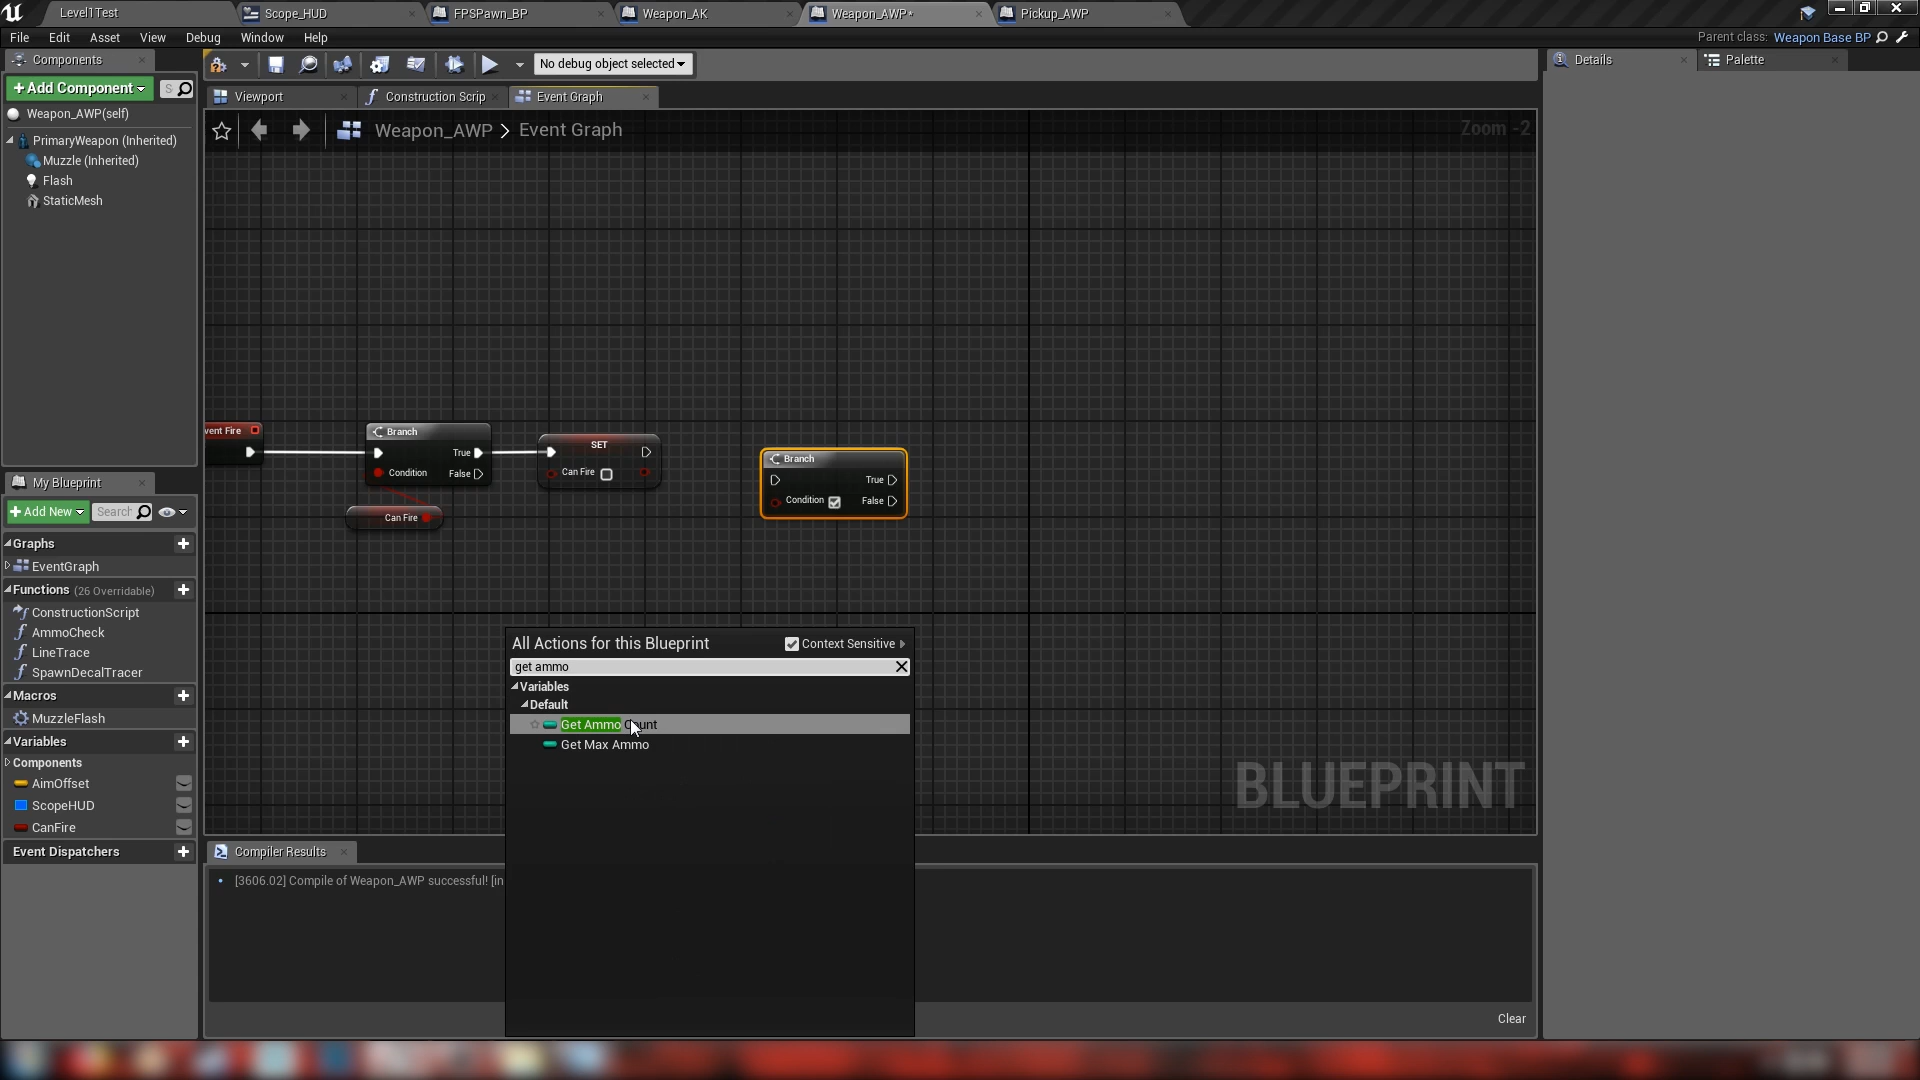 Level1Test
Scope_HUD
FPSPawn_BP
Weapon_AK
Weapon_AWP*
Pickup_AWP
File Edit Asset View Debug Window Help
Parent class: Weapon Base BP
Components
Details
Palette
+Add Component
S
No debug object selected
Weapon_AWP(self)
Viewport
Construction Scrip
Event Graph
Weapon_AWP > Event Graph
Zoom -2
PrimaryWeapon (Inherited)
Muzzle (Inherited)
Flash
StaticMesh
vent Fire
Branch
True
Condition
False
SET
Can Fire
Can Fire
Branch
True
Condition
False
My Blueprint
+Add New
Search
Graphs
EventGraph
Functions (26 Overridable)
ConstructionScript
AmmoCheck
LineTrace
SpawnDecalTracer
Macros
MuzzleFlash
Variables
Components
AimOffset
ScopeHUD
CanFire
Event Dispatchers
All Actions for this Blueprint
Context Sensitive
get ammo
Variables
Default
Get Ammo Count
Get Max Ammo
BLUEPRINT
Compiler Results
[3606.02] Compile of Weapon_AWP successful! [in
Clear